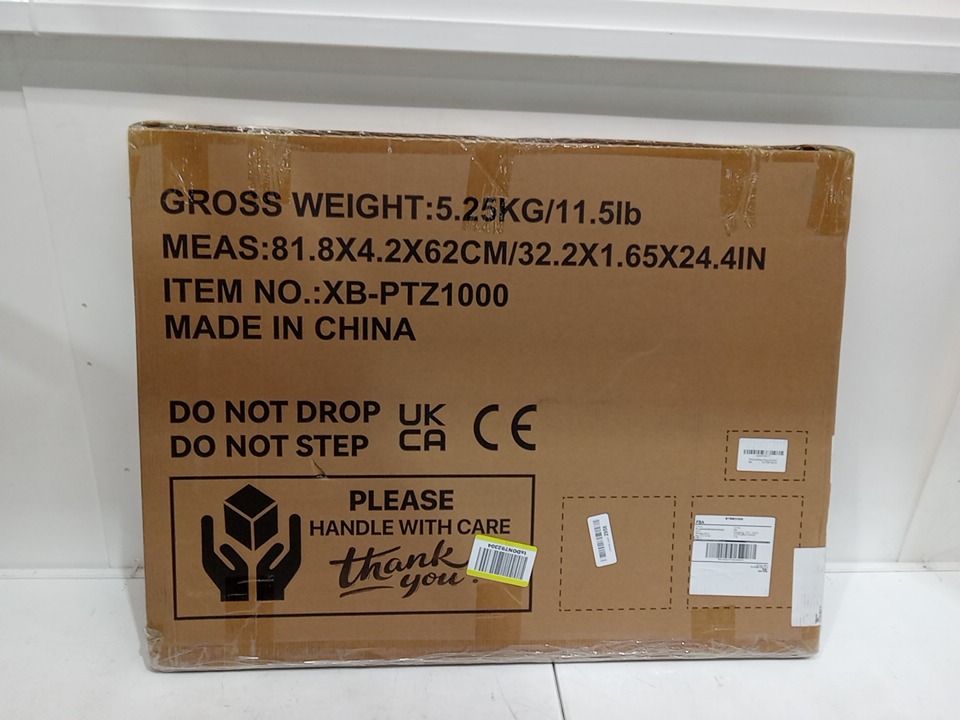 GROSS WEIGHT:5.25KG/11.5lb
MEAS:81.8X4.2X62CM/32.2X1.65X24.4IN
ITEM NO.:XB-PTZ1000
MADE IN CHINA
DO NOT DROP
DO NOT STEP
UK
CA
CE
PLEASE
HANDLE WITH CARE
thank
you!
FBA